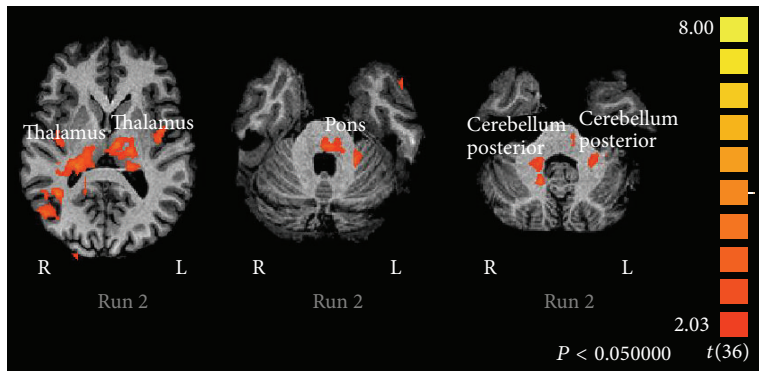 8.00
Thalamus
Thalamus
Pons
Cerebellum
posterior
Cerebellum
posterior
R
L
R
L
R
L
Run 2
Run 2
Run 2
2.03
P < 0.050000
t(36)